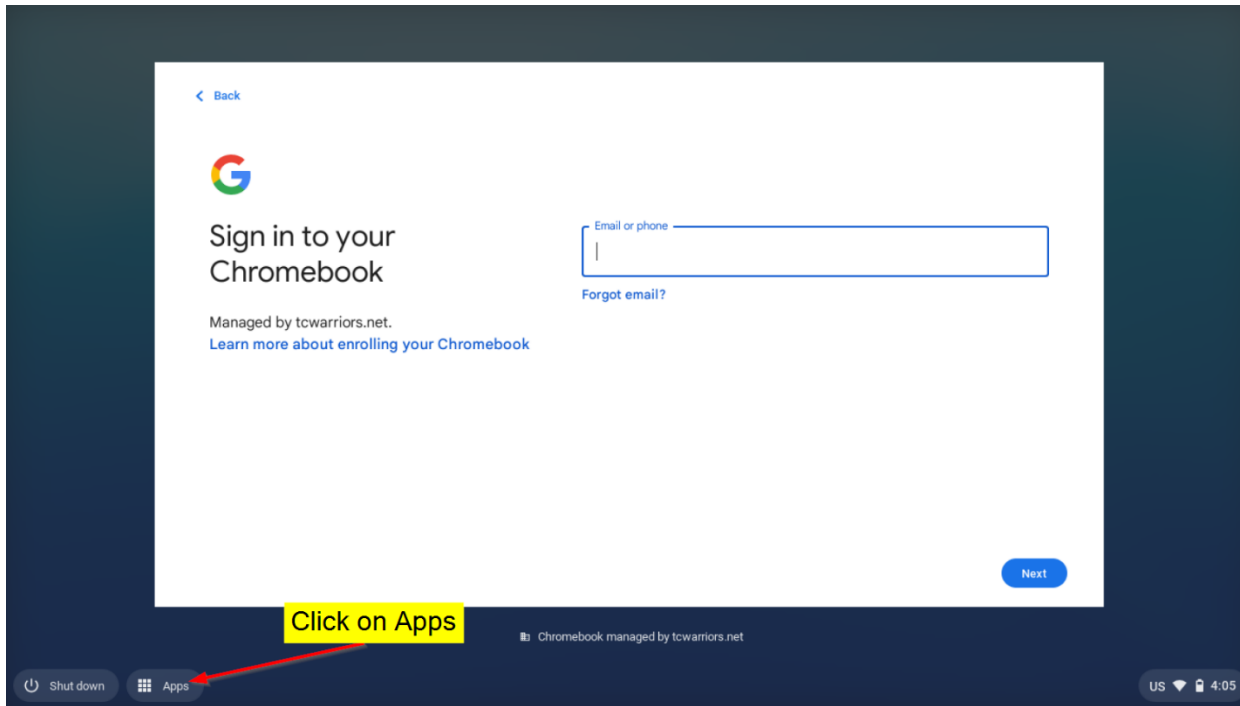 Back
Sign in to your
Chromebook
Managed by tcwarriors.net.
Learn more about enrolling your Chromebook
Email or phone
Forgot email?
Next
Click on Apps
Chromebook managed by tcwarriors.net
Shut down
Apps
US 4:05